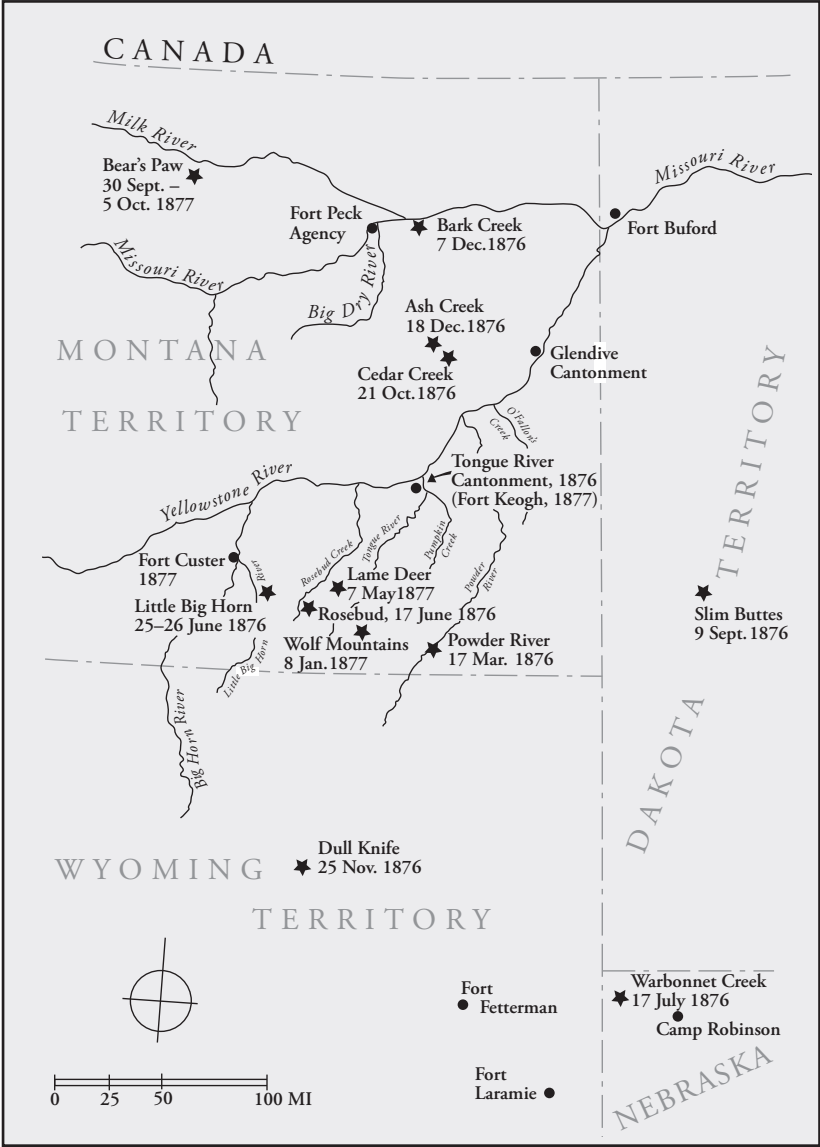 CANADA
Milk River
Bear's Paw
30 Sept. –
5 Oct. 1877
Missouri River
Fort Peck
Agency
Bark Creek
7 Dec.1876
Fort Buford
Missouri River
Big Dry River
Ash Creek
18 Dec.1876
MONTANA
Cedar Creek
21 Oct.1876
Glendive
Cantonment
TERRITORY
O'Fallon's
Creek
Tongue River
Cantonment, 1876
(Fort Keogh, 1877)
Yellowstone River
Fort Custer
1877
River
Rosebud Creek
Tongue River
Pumpkin
Creek
Powder
River
Lame Deer
7 May1877
Little Big Horn
25–26 June 1876
Rosebud, 17 June 1876
Wolf Mountains
8 Jan.1877
Powder River
17 Mar. 1876
Slim Buttes
9 Sept.1876
Little Big Horn
Big Horn River
DAKOTA
TERRITORY
Dull Knife
25 Nov. 1876
WYOMING
TERRITORY
Fort
Fetterman
Warbonnet Creek
17 July 1876
Camp Robinson
Fort
Laramie
NEBRASKA
0 25 50 100 MI